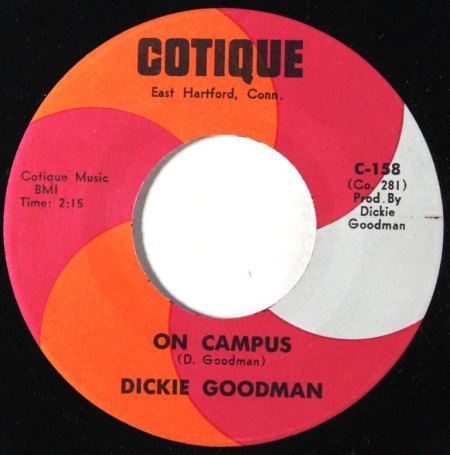 COTIQUE
East Hartford, Conn.
Cotique Music
BMI
Time: 2:15
C-158
(Co. 281)
Prod. By
Dickie
Goodman
ON CAMPUS
(D. Goodman)
DICKIE GOODMAN